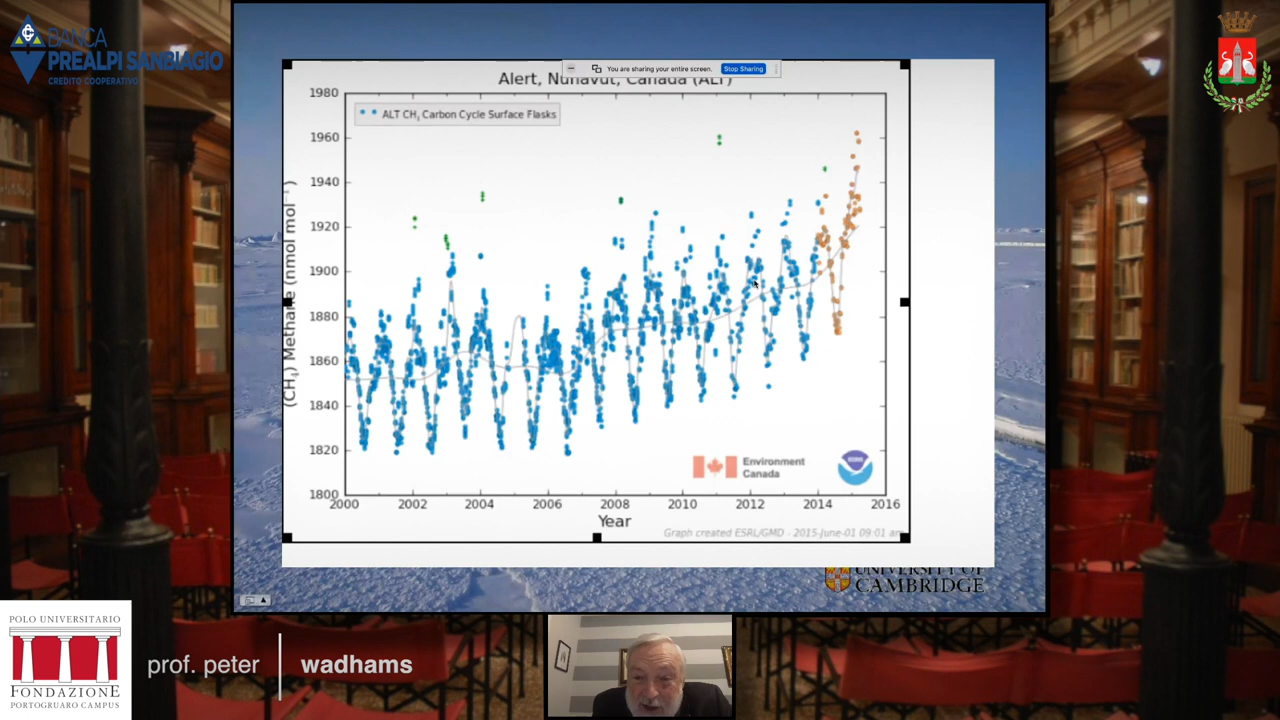 BANCA
PREALPI SANBIAGIO
CREDITO COOPERATIVO
You are sharing your entire screen. Stop Sharing
Alert, Nunavut, Canada (ALT)
ALT CH₄ Carbon Cycle Surface Flasks
(CH₄) Methane (nmol mol⁻¹)
1980
1960
1940
1920
1900
1880
1860
1840
1820
1800
2000 2002 2004 2006 2008 2010 2012 2014 2016
Year
Environment
Canada
NOAA
Graph created ESRL/GMD - 2015-June-01 09:01 am
UNIVERSITY OF
CAMBRIDGE
POLO UNIVERSITARIO
FONDAZIONE
PORTOGRUARO CAMPUS
prof. peter | wadhams